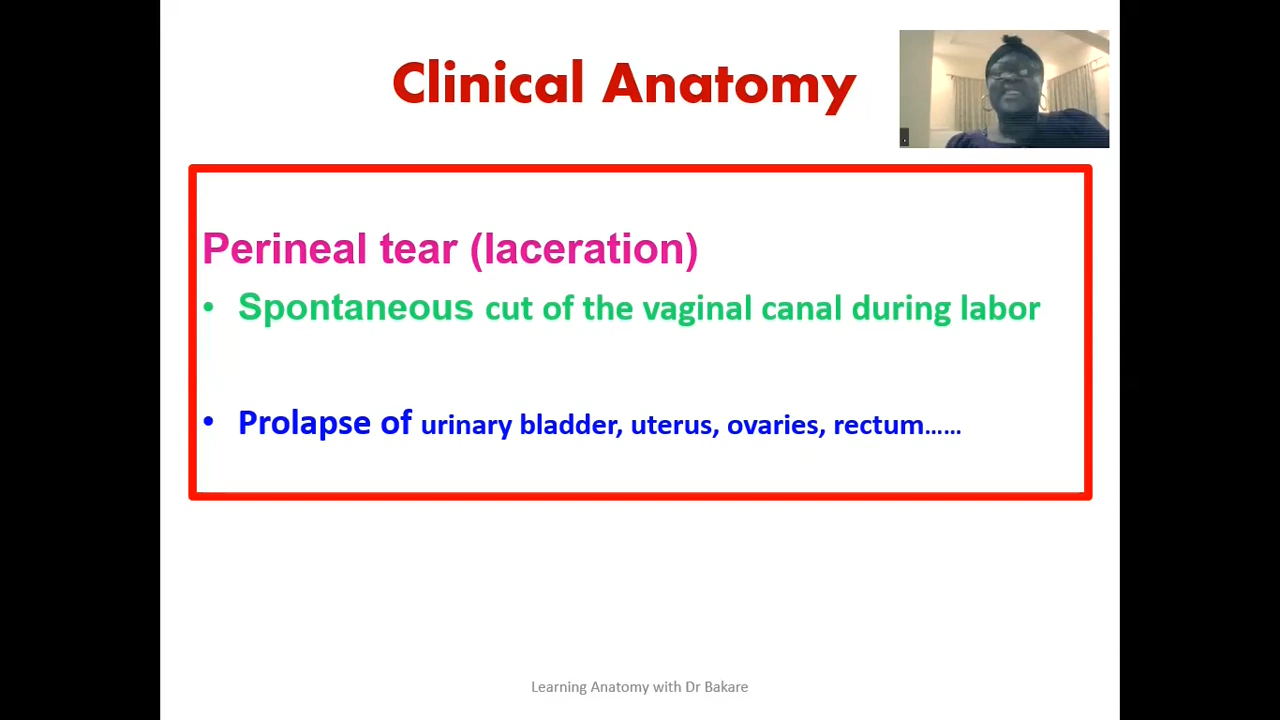 Clinical Anatomy
Perineal tear (laceration)
• Spontaneous cut of the vaginal canal during labor
• Prolapse of urinary bladder, uterus, ovaries, rectum......
Learning Anatomy with Dr Bakare